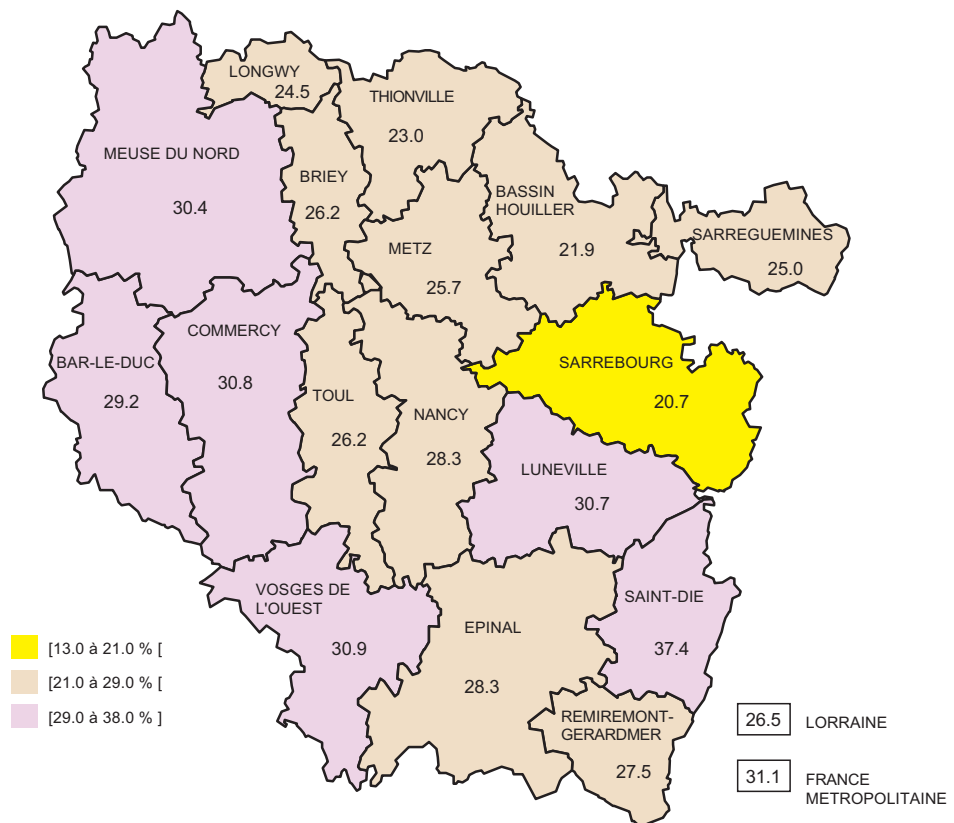 LONGWY
24.5
THIONVILLE
23.0
MEUSE DU NORD
30.4
BRIEY
26.2
BASSIN
HOUILLER
21.9
METZ
25.7
SARREGUEMINES
25.0
COMMERCY
30.8
BAR-LE-DUC
29.2
TOUL
26.2
NANCY
28.3
SARREBOURG
20.7
LUNEVILLE
30.7
VOSGES DE
L'OUEST
30.9
EPINAL
28.3
SAINT-DIE
37.4
REMIREMONT-
GERARDMER
27.5
[13.0 à 21.0 % [
[21.0 à 29.0 % [
[29.0 à 38.0 % ]
26.5 LORRAINE
31.1 FRANCE
METROPOLITAINE